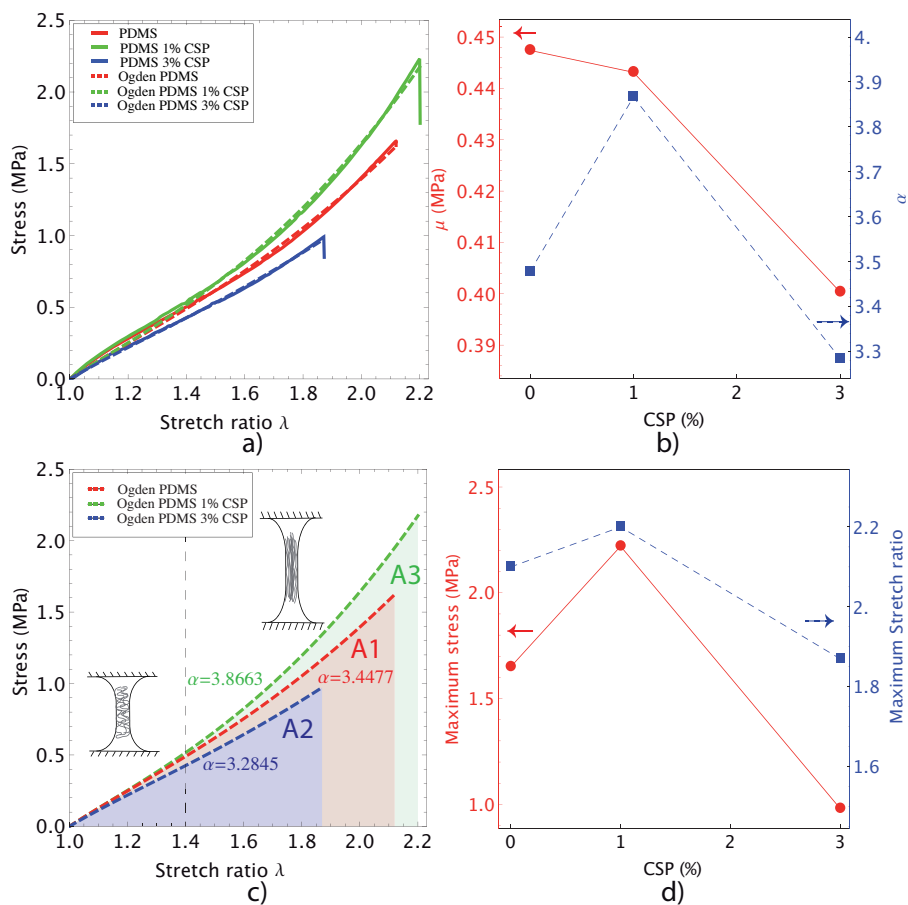 2.5
2.0
1.5
1.0
0.5
0.0
Stress (MPa)
PDMS
PDMS 1% CSP
PDMS 3% CSP
Ogden PDMS
Ogden PDMS 1% CSP
Ogden PDMS 3% CSP
1.0 1.2 1.4 1.6 1.8 2.0 2.2
Stretch ratio λ
a)
0.45
0.44
0.43
0.42
0.41
0.40
0.39
μ (MPa)
4.
3.9
3.8
3.7
3.6
3.5
3.4
3.3
α
0 1 2 3
CSP (%)
b)
2.5
2.0
1.5
1.0
0.5
0.0
Stress (MPa)
Ogden PDMS
Ogden PDMS 1% CSP
Ogden PDMS 3% CSP
A3
A1
α=3.8663
α=3.4477
A2
α=3.2845
1.0 1.2 1.4 1.6 1.8 2.0 2.2
Stretch ratio λ
c)
2.5
2.0
1.5
1.0
Maximum stress (MPa)
2.2
2.
1.8
1.6
Maximum Stretch ratio
0 1 2 3
CSP (%)
d)